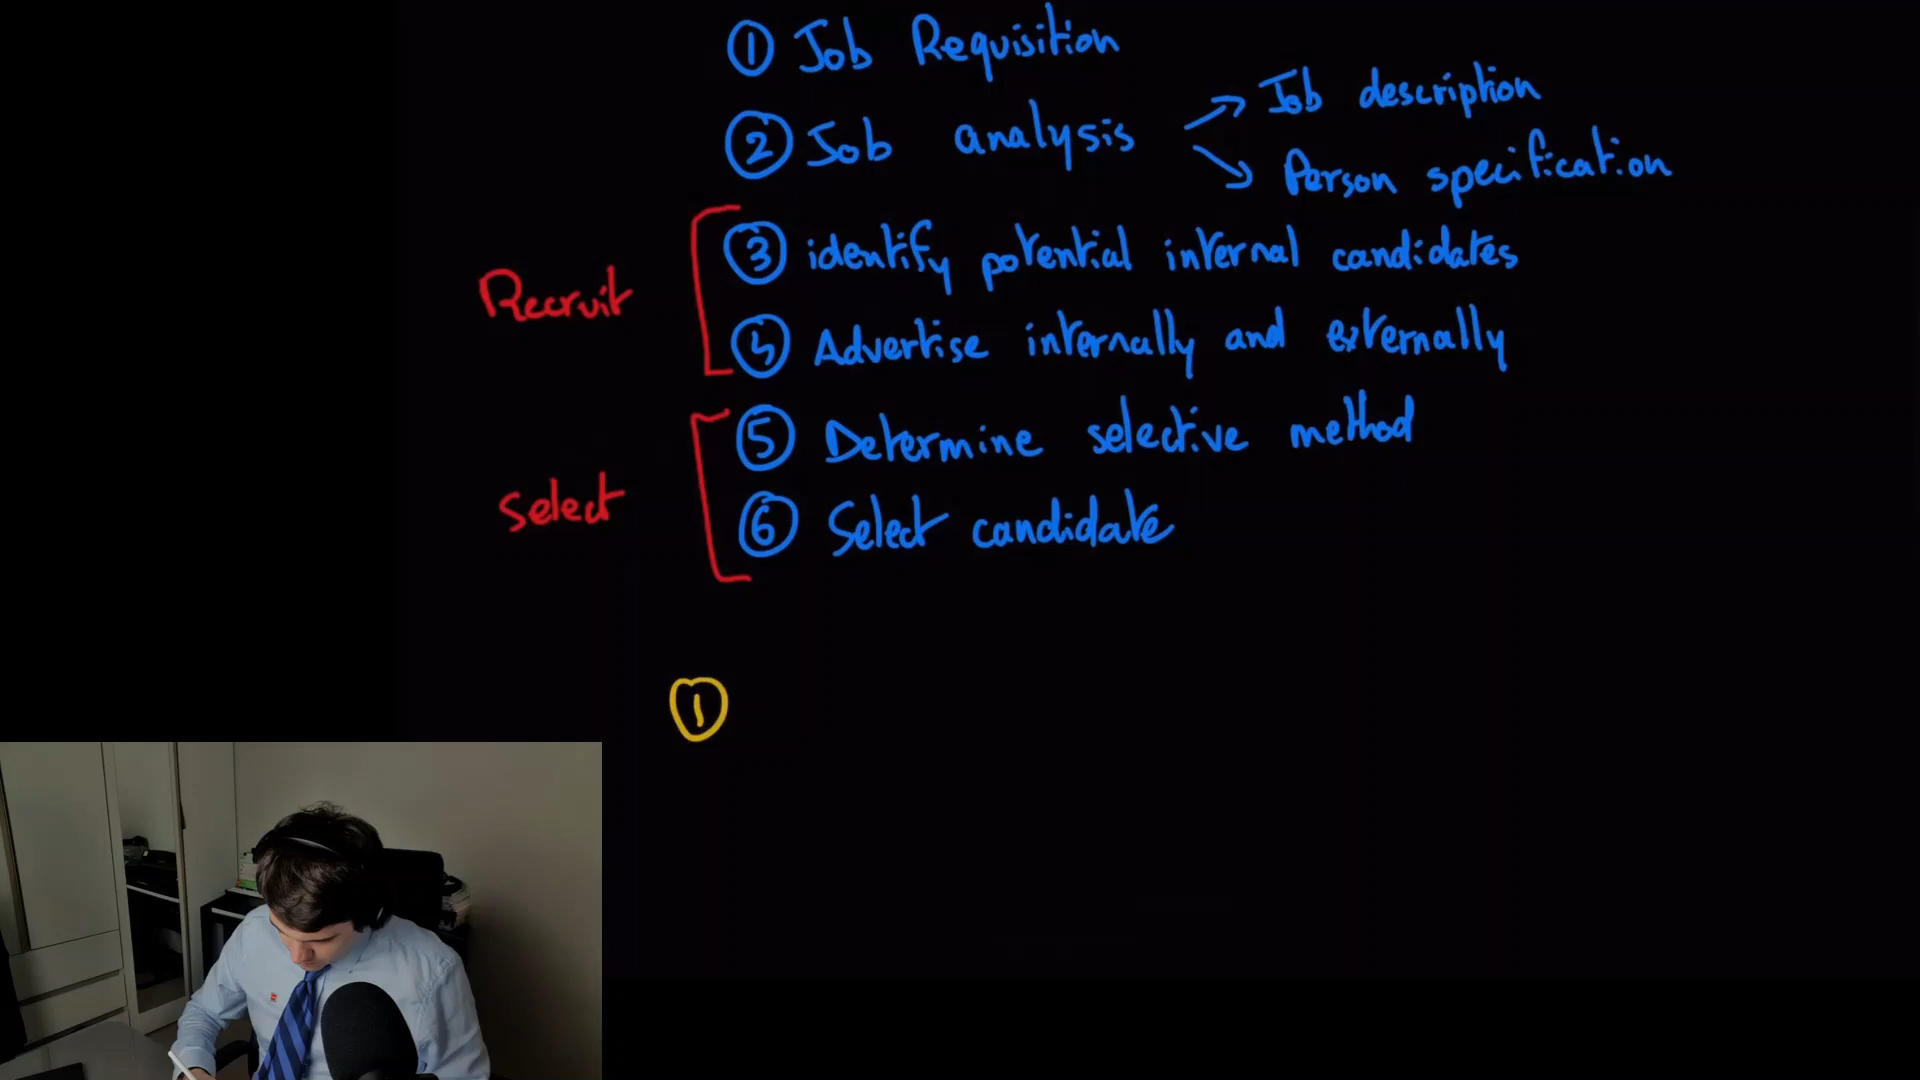 ① Job Requisition
② Job analysis
Job description
Person specification
Recruit
③ identify potential internal candidates
④ Advertise internally and externally
Select
⑤ Determine selective method
⑥ Select candidate
①